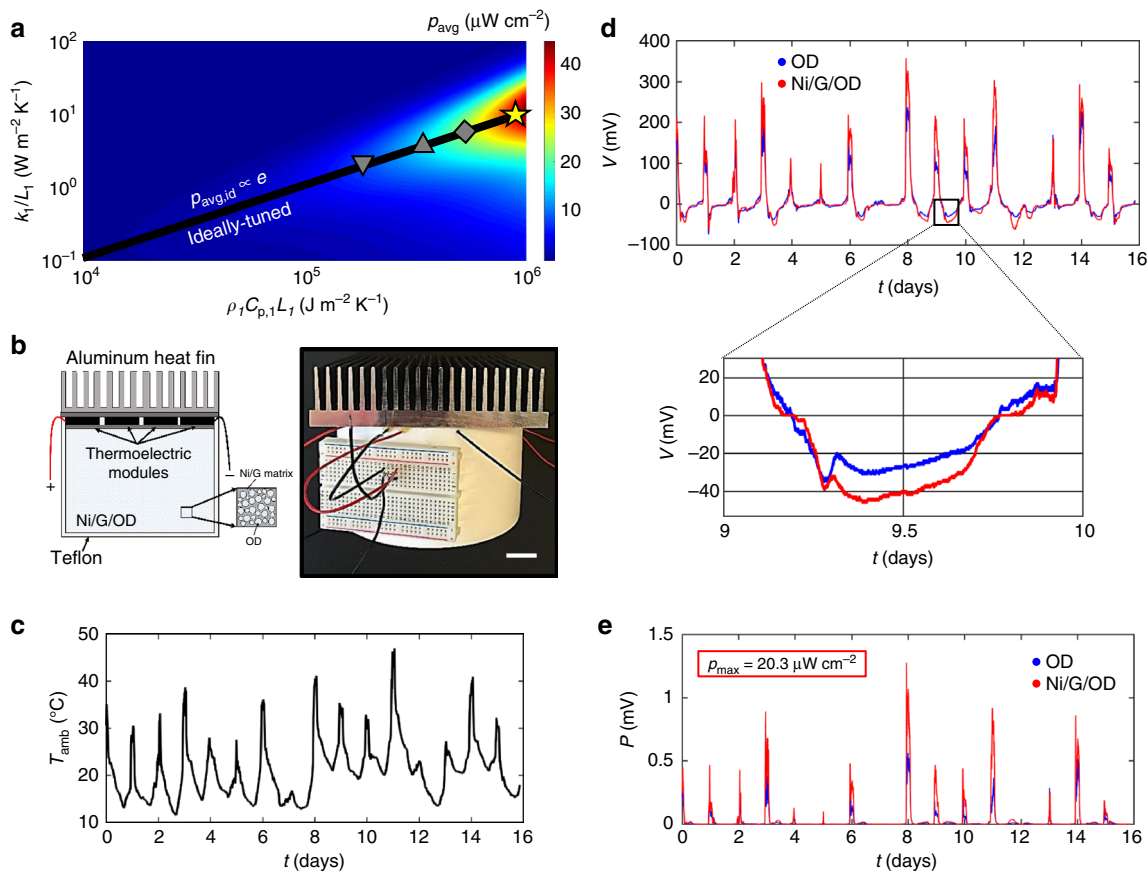 a
p_avg (μW cm⁻²)
10²
10¹
10⁰
10⁻¹
k₁/L₁ (W m⁻² K⁻¹)
p_avg,id ∝ e
Ideally-tuned
10⁴
10⁵
10⁶
ρ₁C_p,1L₁ (J m⁻² K⁻¹)
40
30
20
10
b
Aluminum heat fin
Thermoelectric
modules
+
−
Ni/G matrix
Ni/G/OD
OD
Teflon
c
50
40
30
20
10
T_amb (°C)
0 2 4 6 8 10 12 14 16
t (days)
d
400
300
200
100
0
−100
V (mV)
OD
Ni/G/OD
0 2 4 6 8 10 12 14 16
t (days)
20
0
−20
−40
V (mV)
9 9.5 10
t (days)
e
1.5
1
0.5
0
P (mV)
p_max = 20.3 μW cm⁻²
OD
Ni/G/OD
0 2 4 6 8 10 12 14 16
t (days)